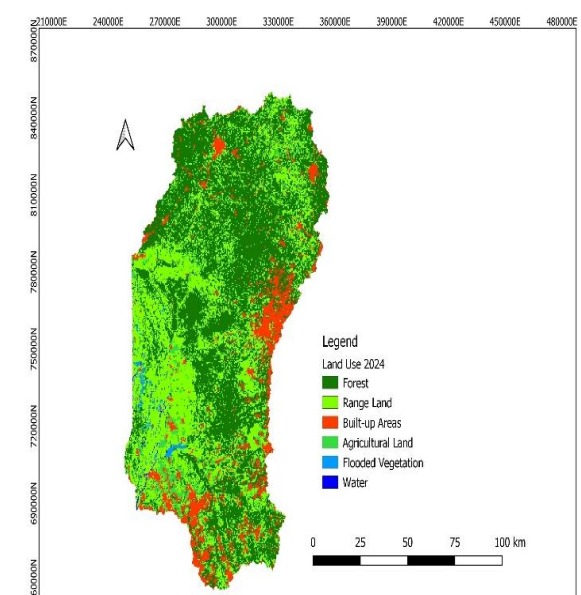 210000E 240000E 270000E 300000E 330000E 360000E 390000E 420000E 450000E 480000E
870000N
840000N
810000N
780000N
750000N
720000N
690000N
60000N
Legend
Land Use 2024
Forest
Range Land
Built-up Areas
Agricultural Land
Flooded Vegetation
Water
0 25 50 75 100 km